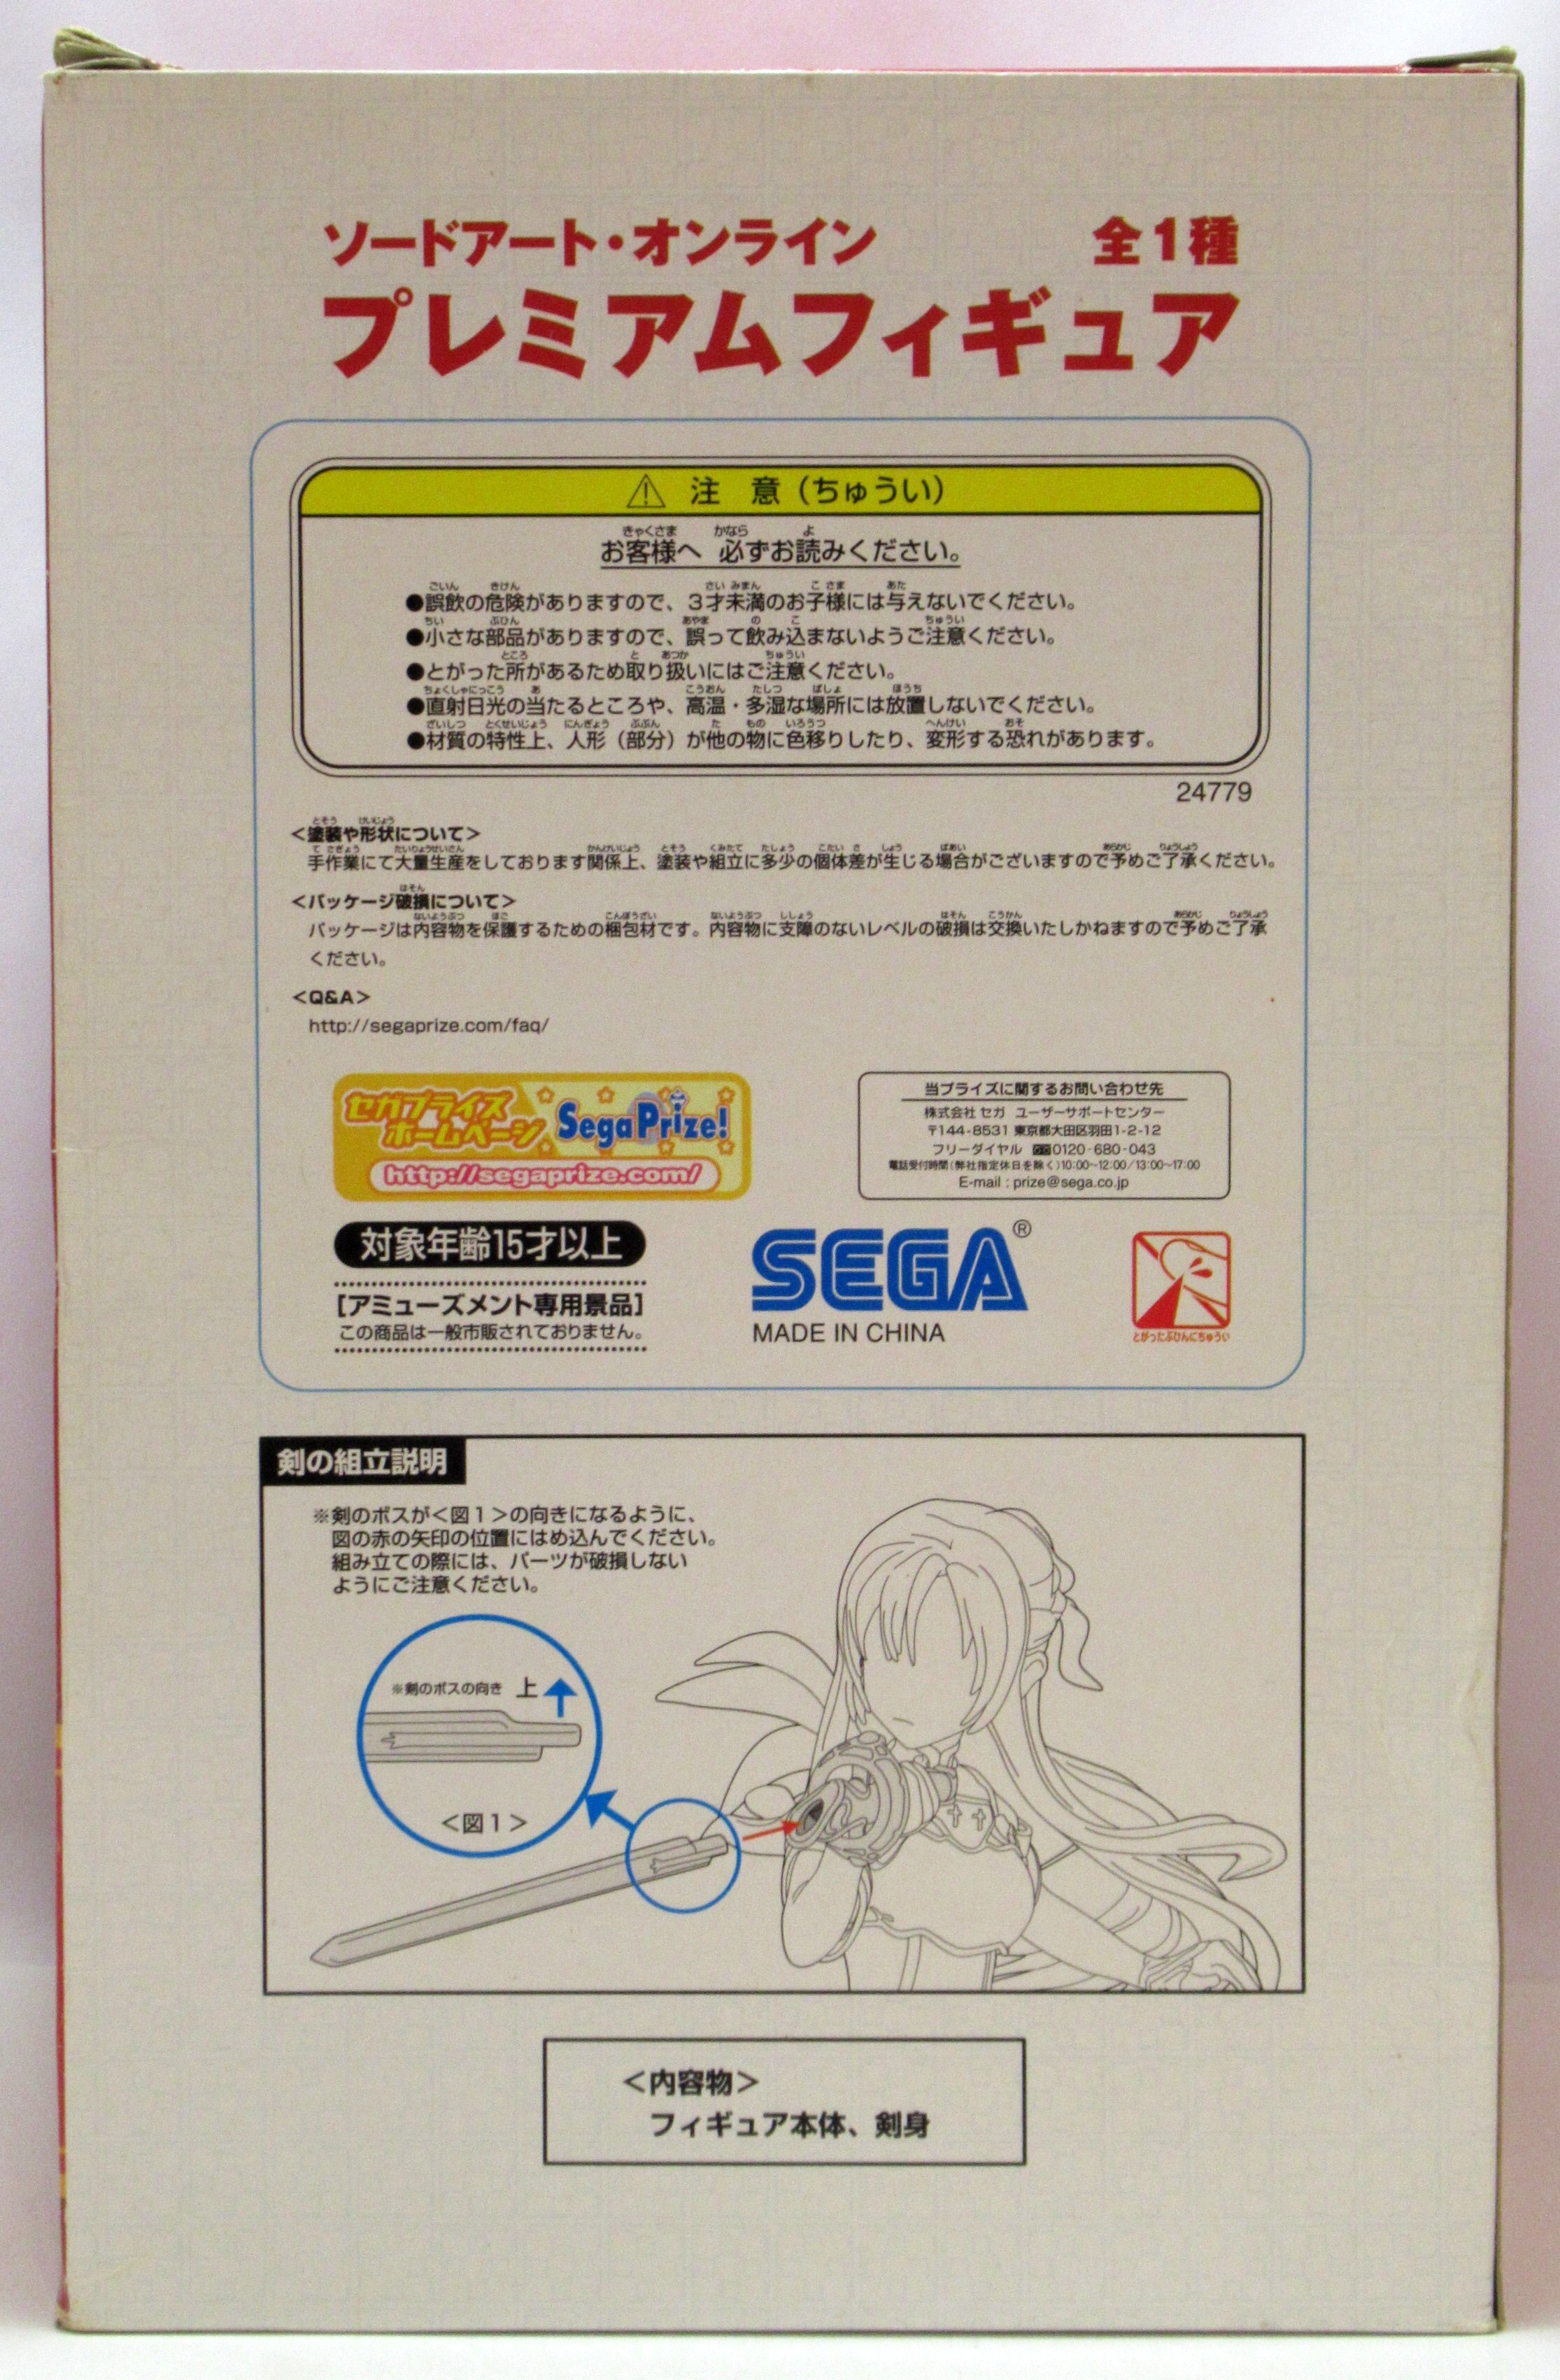 ソードアート・オンライン 全1種
プレミアムフィギュア
注 意（ちゅうい）
お客様へ 必ずお読みください。
●誤飲の危険がありますので、3才未満のお子様には与えないでください。
●小さな部品がありますので、誤って飲み込まないようご注意ください。
●とがった所があるため取り扱いにはご注意ください。
●直射日光の当たるところや、高温・多湿な場所には放置しないでください。
●材質の特性上、人形（部分）が他の物に色移りしたり、変形する恐れがあります。
24779
＜塗装や形状について＞
手作業にて大量生産をしております関係上、塗装や組立に多少の個体差が生じる場合がございますので予めご了承ください。
＜パッケージ破損について＞
パッケージは内容物を保護するための梱包材です。内容物に支障のないレベルの破損は交換いたしかねますので予めご了承
ください。
＜Q&A＞
http://segaprize.com/faq/
セガプライズ
ホームページ
SegaPrize!
http://segaprize.com/
当プライズに関するお問い合わせ先
株式会社 セガ ユーザーサポートセンター
〒144-8531 東京都大田区羽田1-2-12
フリーダイヤル 0120-680-043
電話受付時間(弊社指定休日を除く)10:00〜12:00/13:00〜17:00
E-mail : prize@sega.co.jp
対象年齢15才以上
[アミューズメント専用景品]
この商品は一般市販されておりません。
SEGA®
MADE IN CHINA
とがったぶひんにちゅうい
剣の組立説明
※剣のボスが＜図1＞の向きになるように、
図の赤の矢印の位置にはめ込んでください。
組み立ての際には、パーツが破損しない
ようにご注意ください。
※剣のボスの向き 上
＜図1＞
＜内容物＞
フィギュア本体、剣身